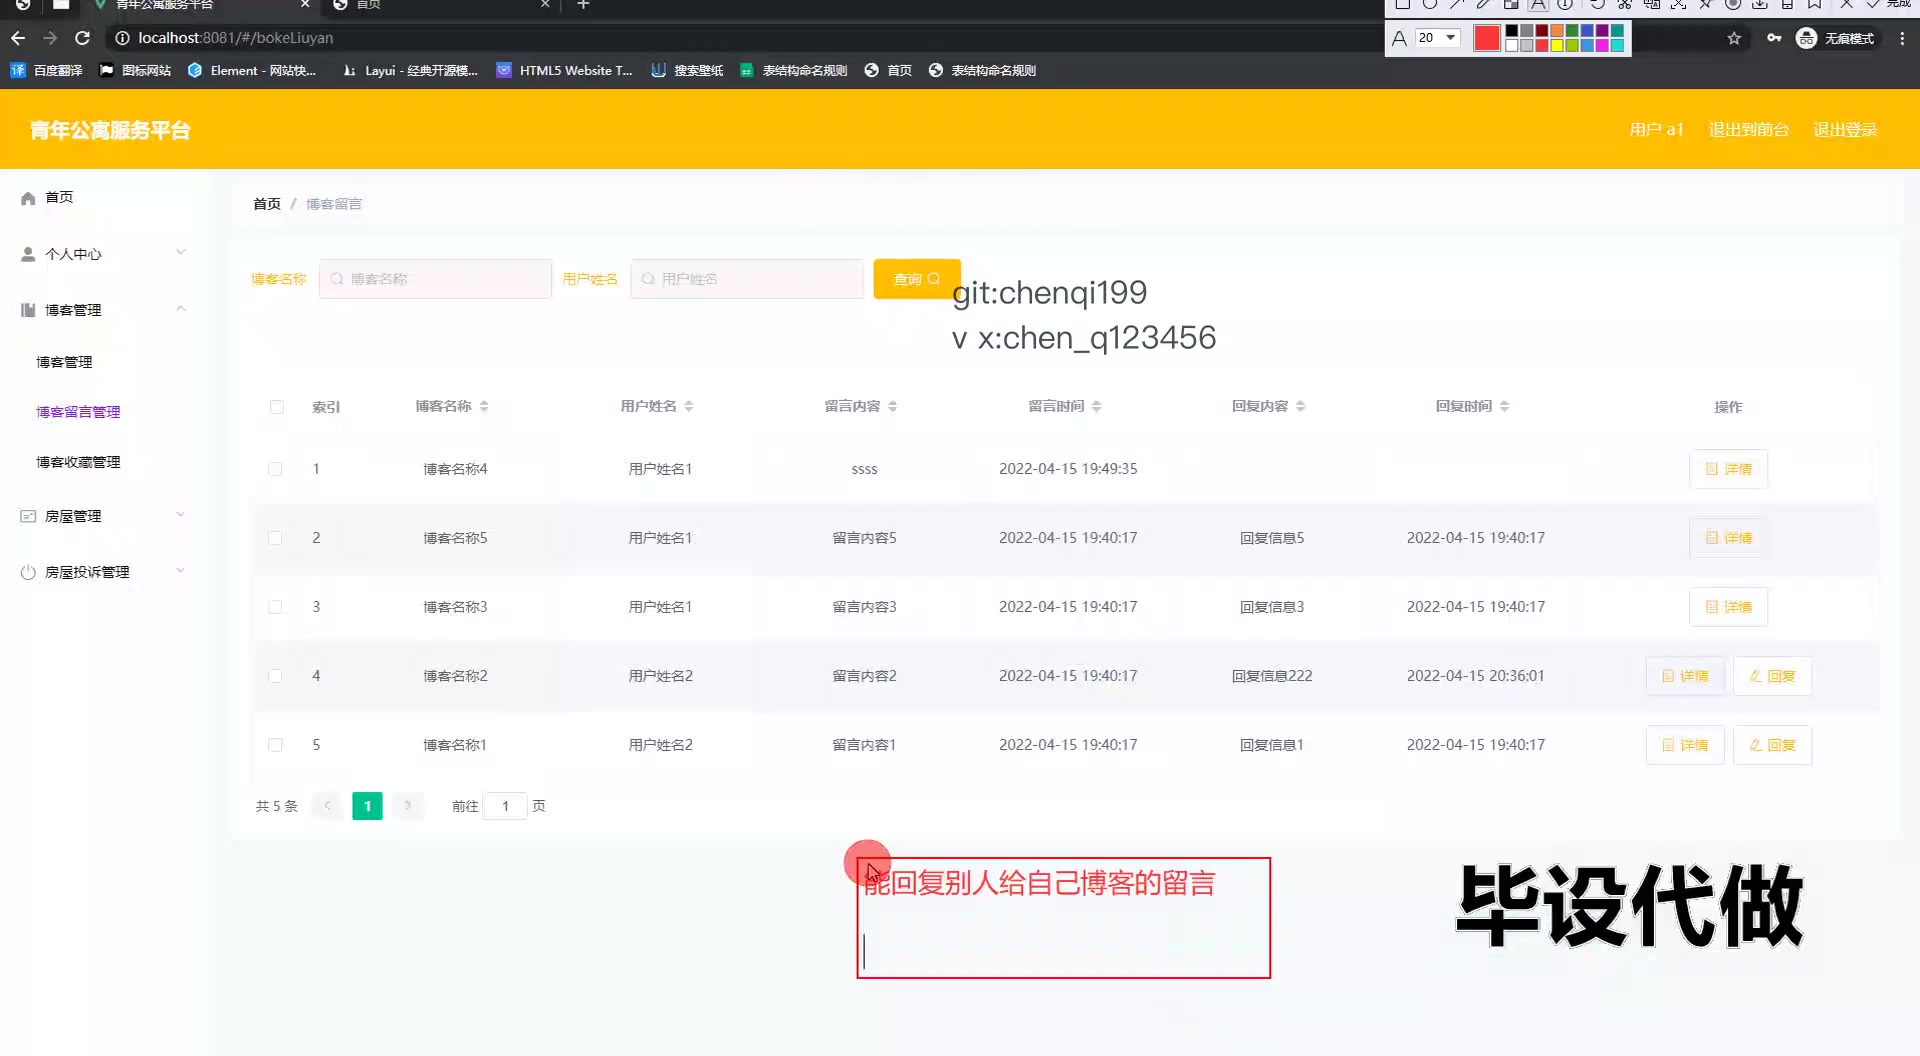 青年公寓服务平台
首页
完成
localhost:8081/#/bokeLiuyan
20
无痕模式
百度翻译
图标网站
Element - 网站快...
Layui - 经典开源模...
HTML5 Website T...
搜索壁纸
表结构命名规则
首页
表结构命名规则
青年公寓服务平台
用户 a1
退出到前台
退出登录
首页
个人中心
博客管理
博客管理
博客留言管理
博客收藏管理
房屋管理
房屋投诉管理
首页 / 博客留言
博客名称 博客名称 用户姓名 用户姓名 查询
git:chenqi199
v x:chen_q123456
索引 博客名称 用户姓名 留言内容 留言时间 回复内容 回复时间 操作
1 博客名称4 用户姓名1 ssss 2022-04-15 19:49:35 详情
2 博客名称5 用户姓名1 留言内容5 2022-04-15 19:40:17 回复信息5 2022-04-15 19:40:17 详情
3 博客名称3 用户姓名1 留言内容3 2022-04-15 19:40:17 回复信息3 2022-04-15 19:40:17 详情
4 博客名称2 用户姓名2 留言内容2 2022-04-15 19:40:17 回复信息222 2022-04-15 20:36:01 详情 回复
5 博客名称1 用户姓名2 留言内容1 2022-04-15 19:40:17 回复信息1 2022-04-15 19:40:17 详情 回复
共 5 条 1 前往 1 页
能回复别人给自己博客的留言
毕设代做